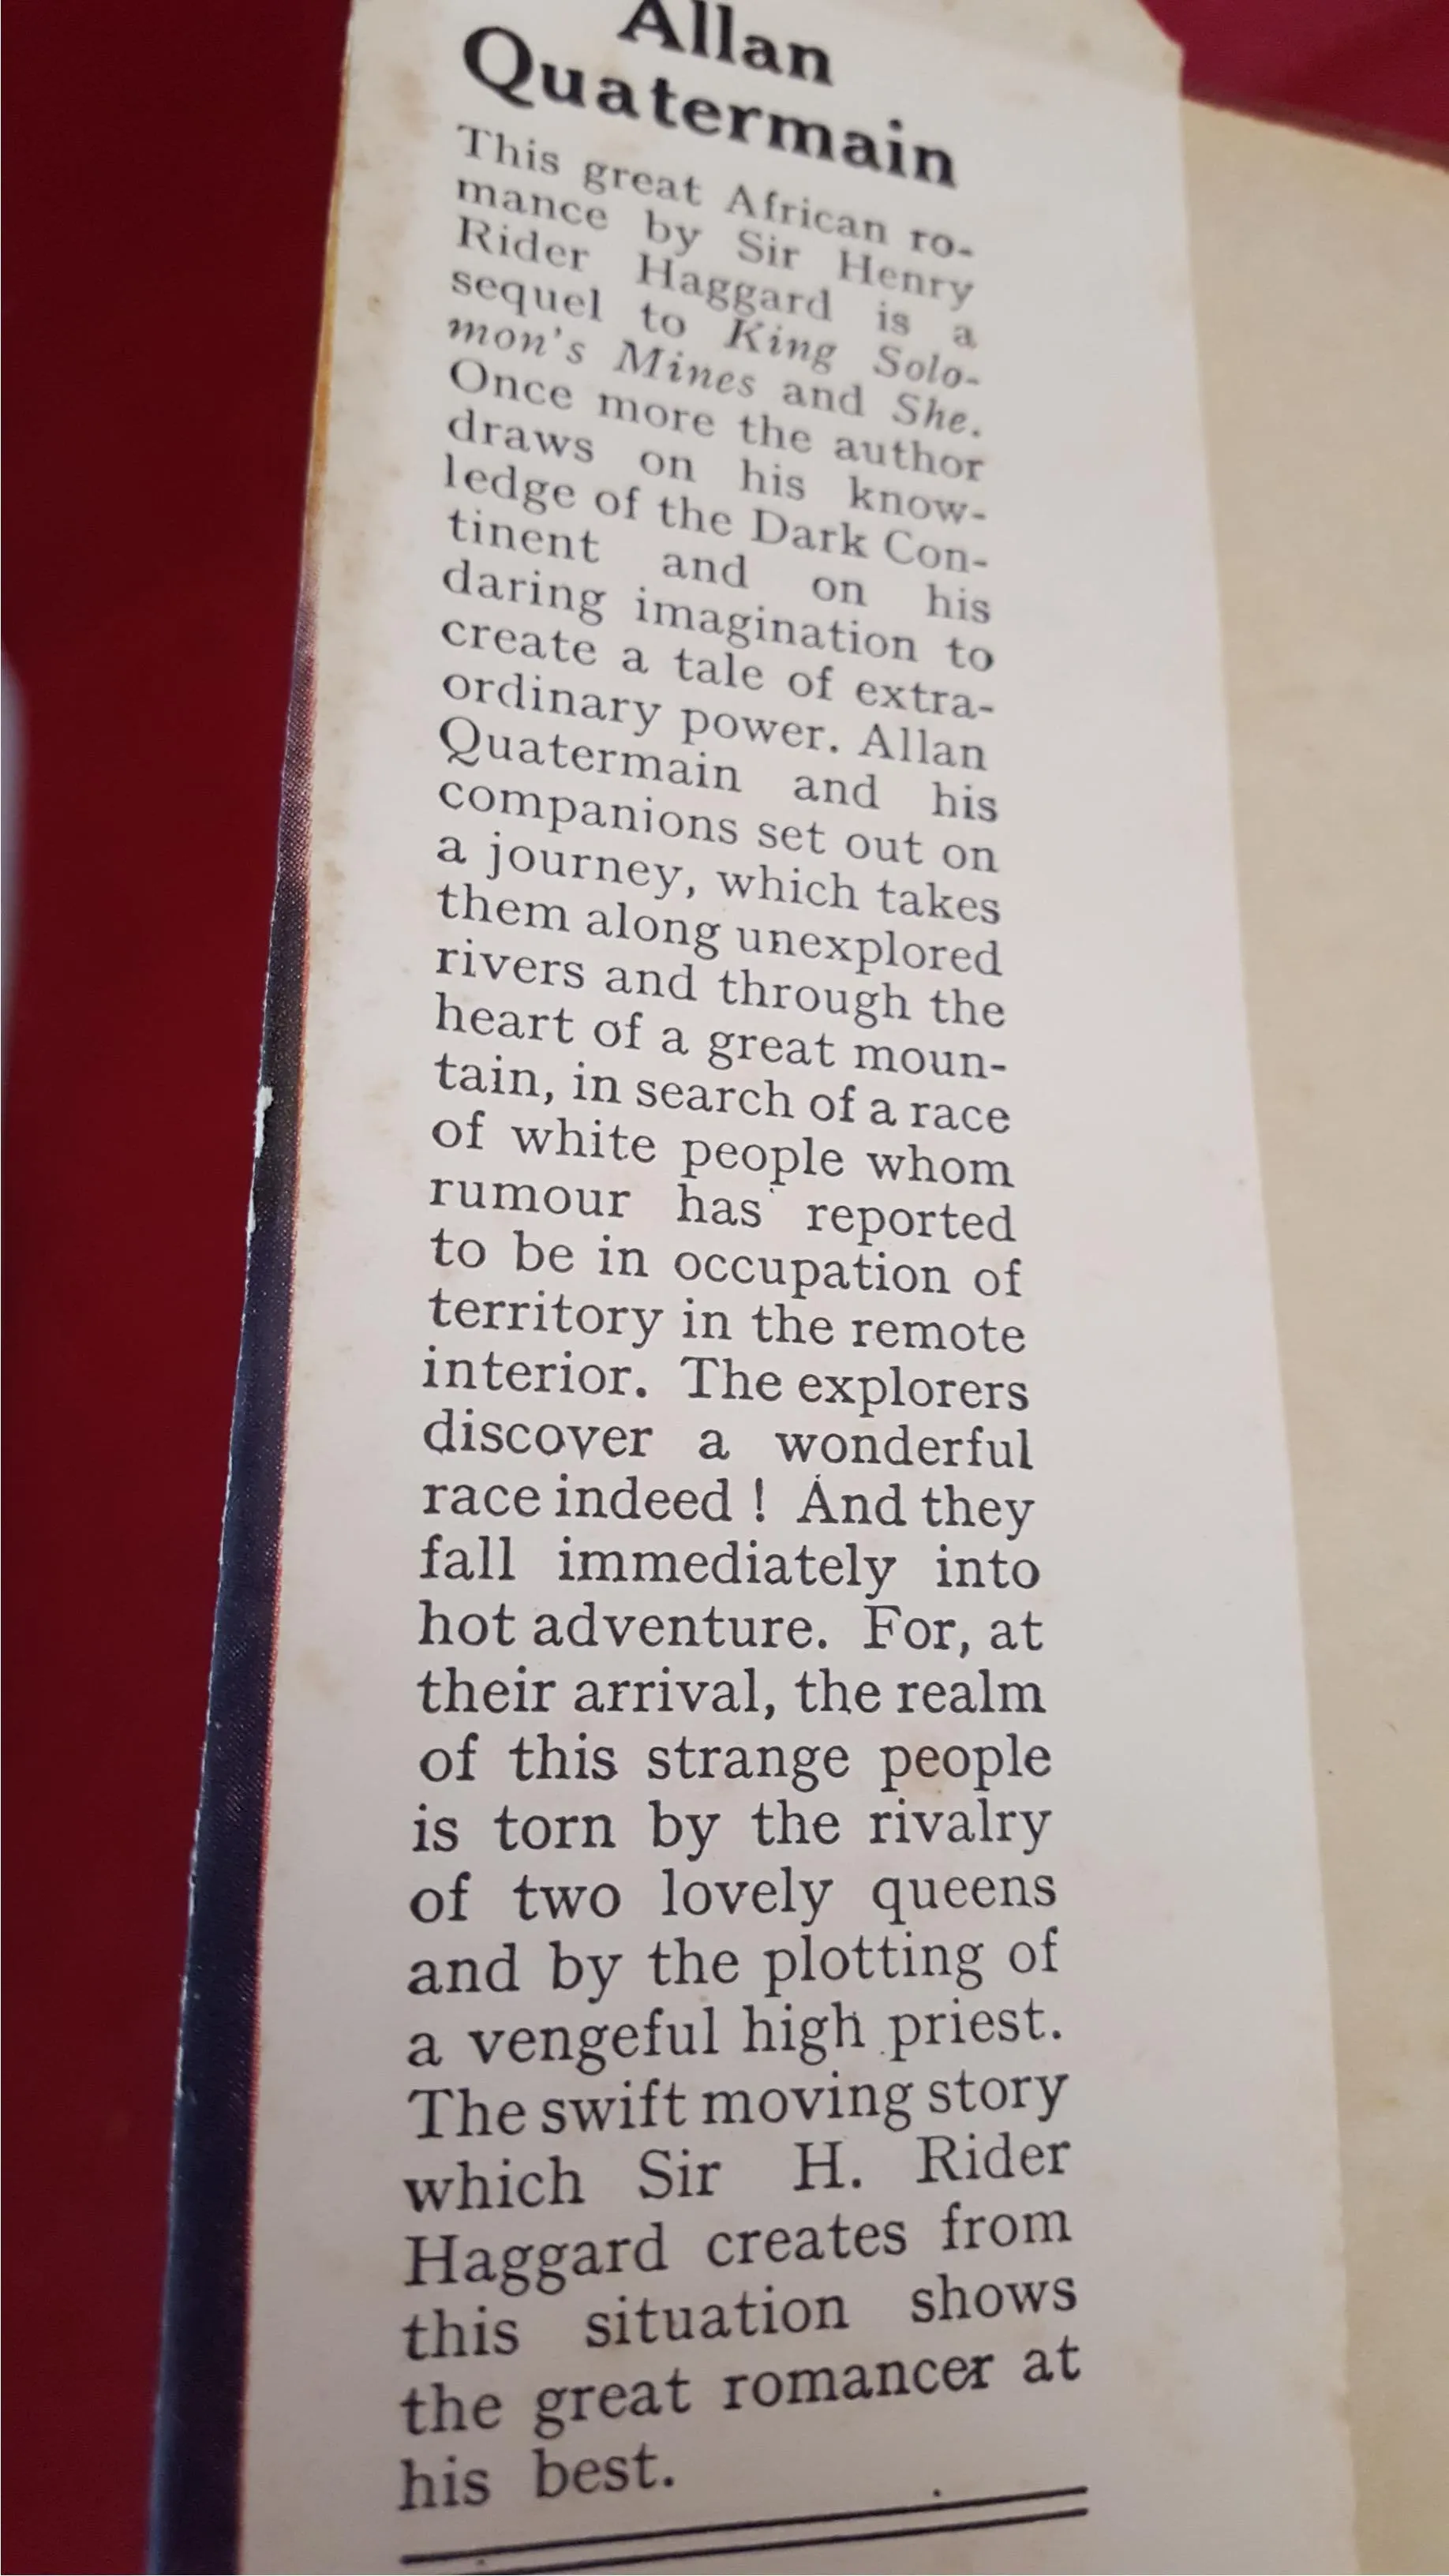 Allan
Quatermain
This great African ro-
mance by Sir Henry
Rider Haggard is a
sequel to King Solo-
mon's Mines and She.
Once more the author
draws on his know-
ledge of the Dark Con-
tinent and on his
daring imagination to
create a tale of extra-
ordinary power. Allan
Quatermain and his
companions set out on
a journey, which takes
them along unexplored
rivers and through the
heart of a great moun-
tain, in search of a race
of white people whom
rumour has reported
to be in occupation of
territory in the remote
interior. The explorers
discover a wonderful
race indeed ! And they
fall immediately into
hot adventure. For, at
their arrival, the realm
of this strange people
is torn by the rivalry
of two lovely queens
and by the plotting of
a vengeful high priest.
The swift moving story
which Sir H. Rider
Haggard creates from
this situation shows
the great romancer at
his best.